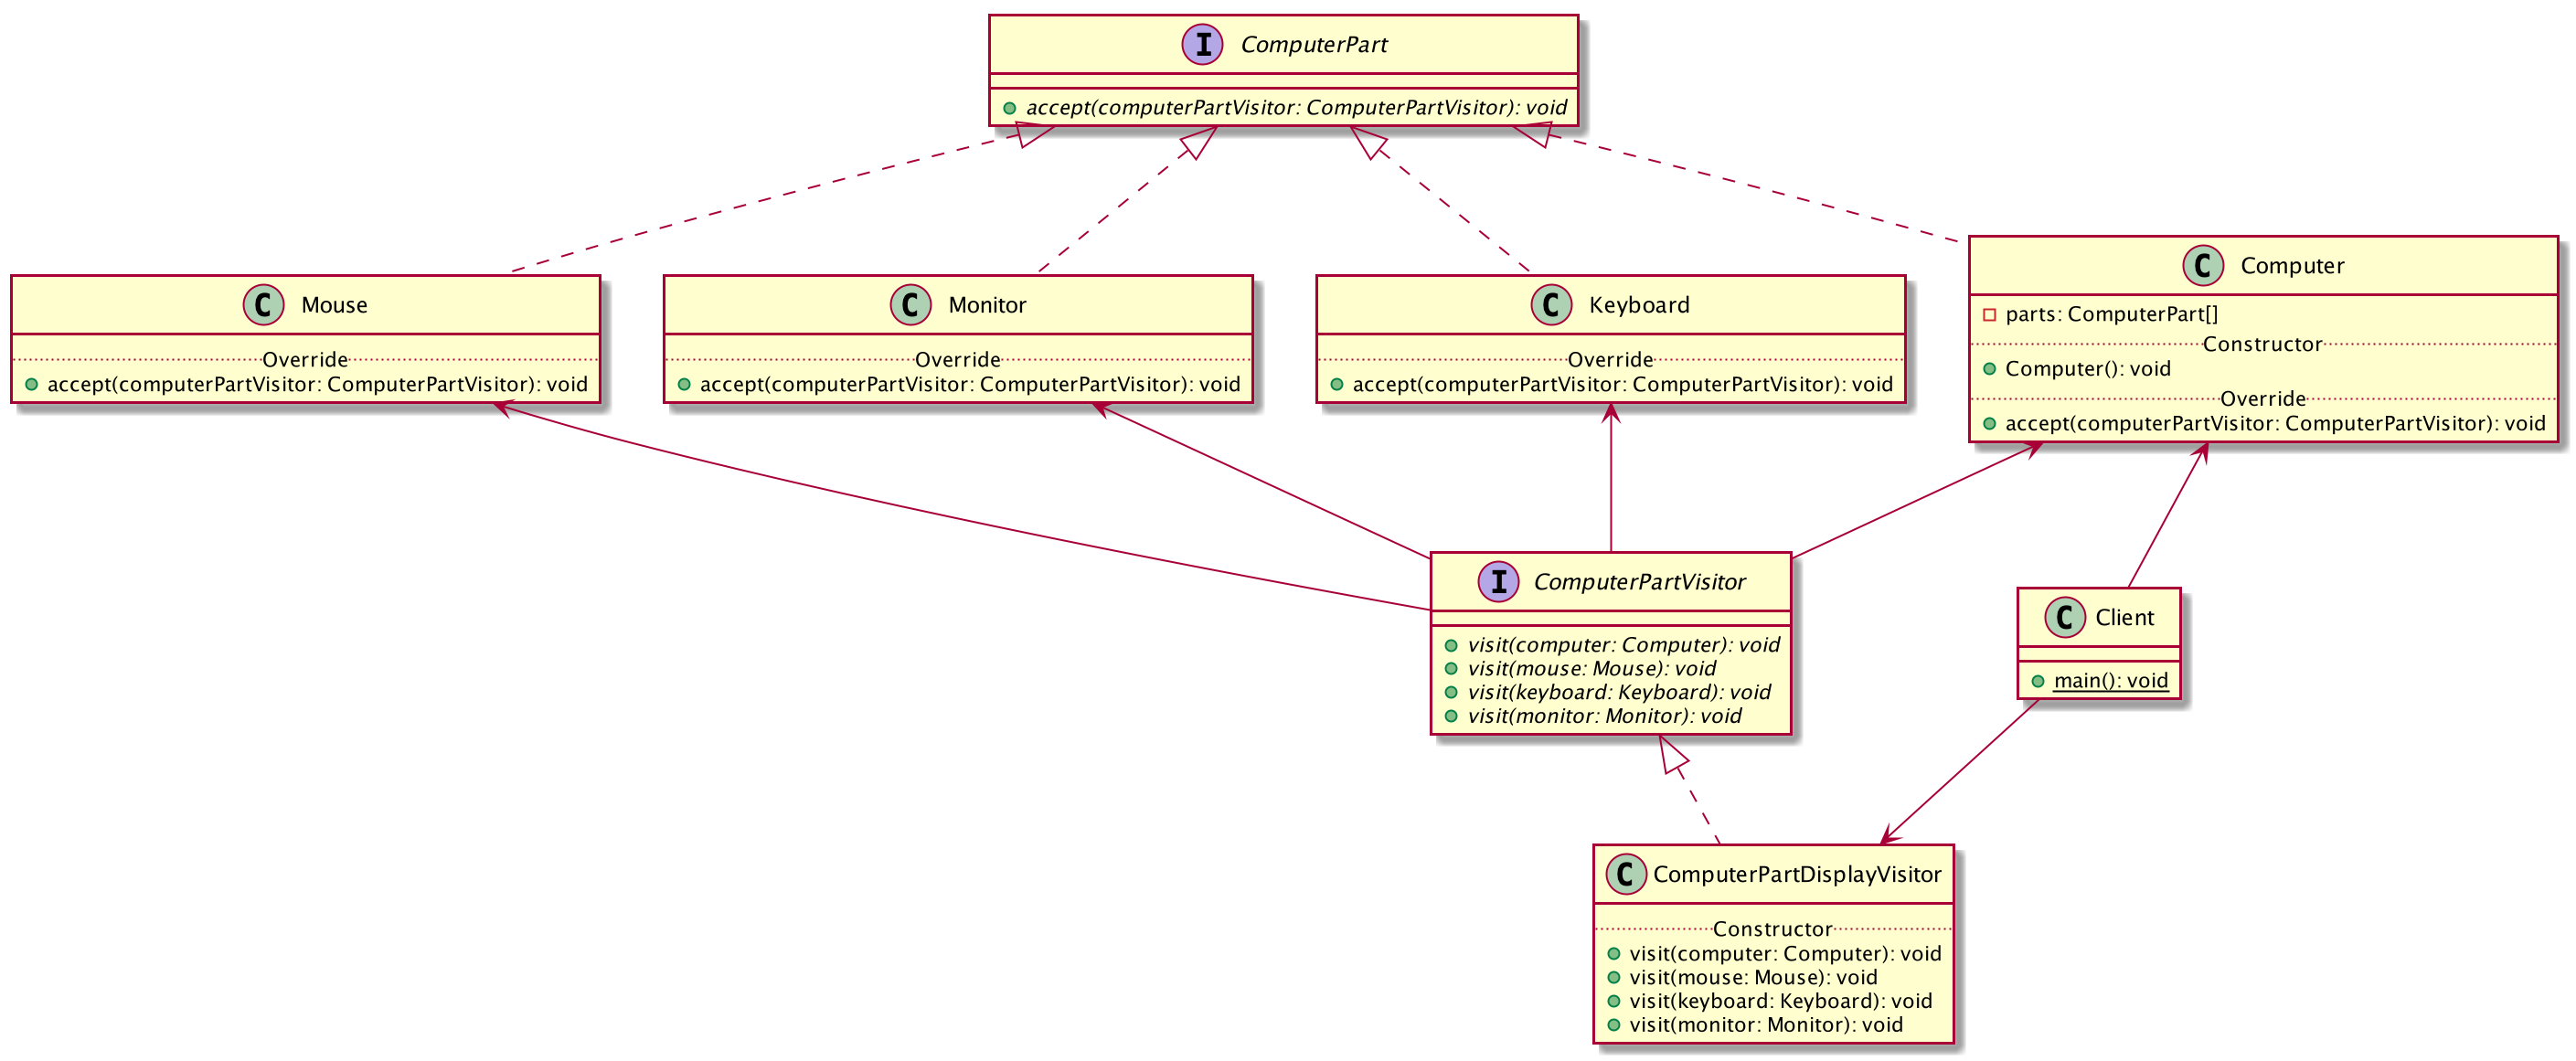 I ComputerPart
accept(computerPartVisitor: ComputerPartVisitor): void
C Mouse
Override
accept(computerPartVisitor: ComputerPartVisitor): void
C Monitor
Override
accept(computerPartVisitor: ComputerPartVisitor): void
C Keyboard
Override
accept(computerPartVisitor: ComputerPartVisitor): void
C Computer
parts: ComputerPart[]
Constructor
Computer(): void
Override
accept(computerPartVisitor: ComputerPartVisitor): void
I ComputerPartVisitor
visit(computer: Computer): void
visit(mouse: Mouse): void
visit(keyboard: Keyboard): void
visit(monitor: Monitor): void
C Client
main(): void
C ComputerPartDisplayVisitor
Constructor
visit(computer: Computer): void
visit(mouse: Mouse): void
visit(keyboard: Keyboard): void
visit(monitor: Monitor): void